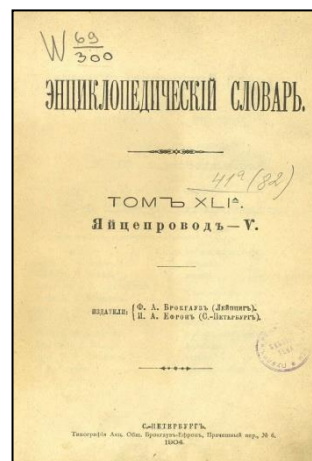 W 69
300
ЭНЦИКЛОПЕДИЧЕСКІЙ СЛОВАРЬ.
41ᵃ (82)
ТОМЪ XLIᴬ.
Яйцепроводъ — Ѵ.
ИЗДАТЕЛИ: { Ф. А. Брокгаузъ (Лейпцигъ).
И. А. Ефронъ (С.-Петербургъ).
С.-ПЕТЕРБУРГЪ.
Типографія Акц. Общ. Брокгаузъ-Ефронъ, Прачешный пер., № 6.
1904.